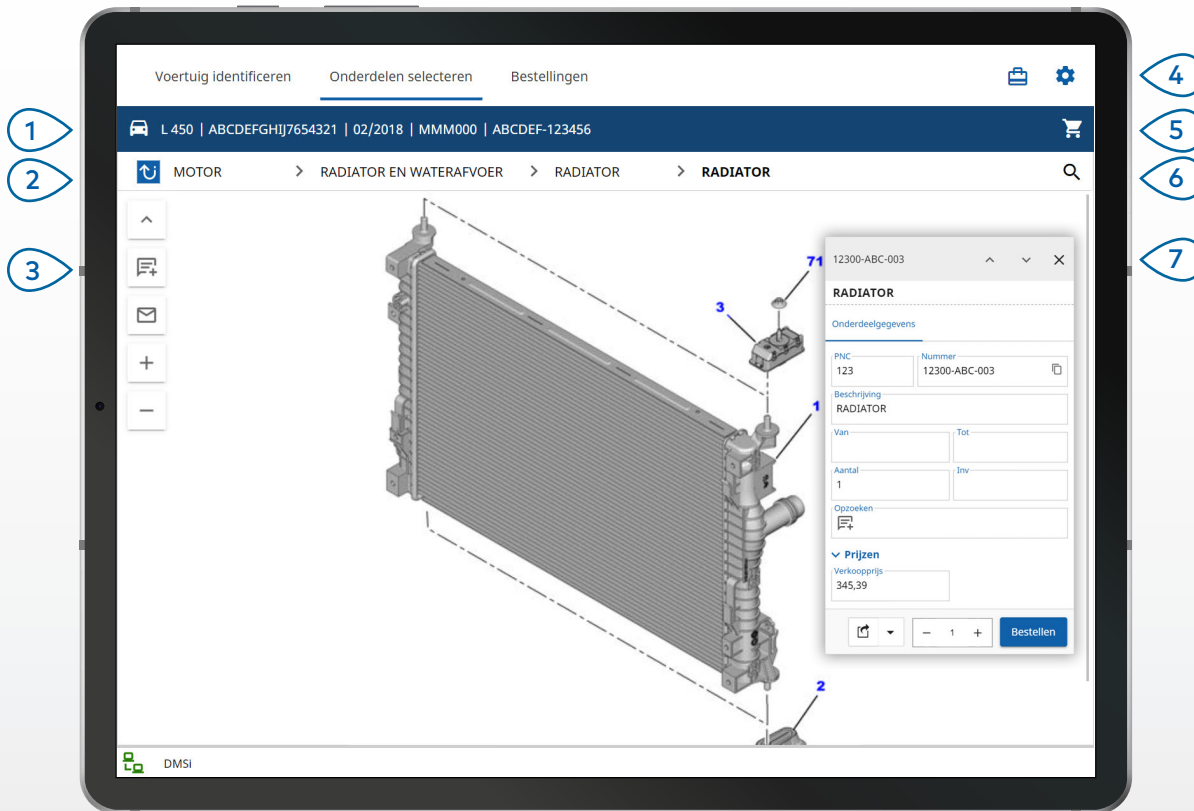 Voertuig identificeren Onderdelen selecteren Bestellingen
4
1
L 450 | ABCDEFGHIJ7654321 | 02/2018 | MMM000 | ABCDEF-123456
5
2
MOTOR > RADIATOR EN WATERAFVOER > RADIATOR > RADIATOR
6
3
7
71
3
1
2
12300-ABC-003
RADIATOR
Onderdeelgegevens
PNC Nummer
123 12300-ABC-003
Beschrijving
RADIATOR
Van Tot
Aantal Inv
1
Opzoeken
Prijzen
Verkoopprijs
345,39
− 1 + Bestellen
DMSi